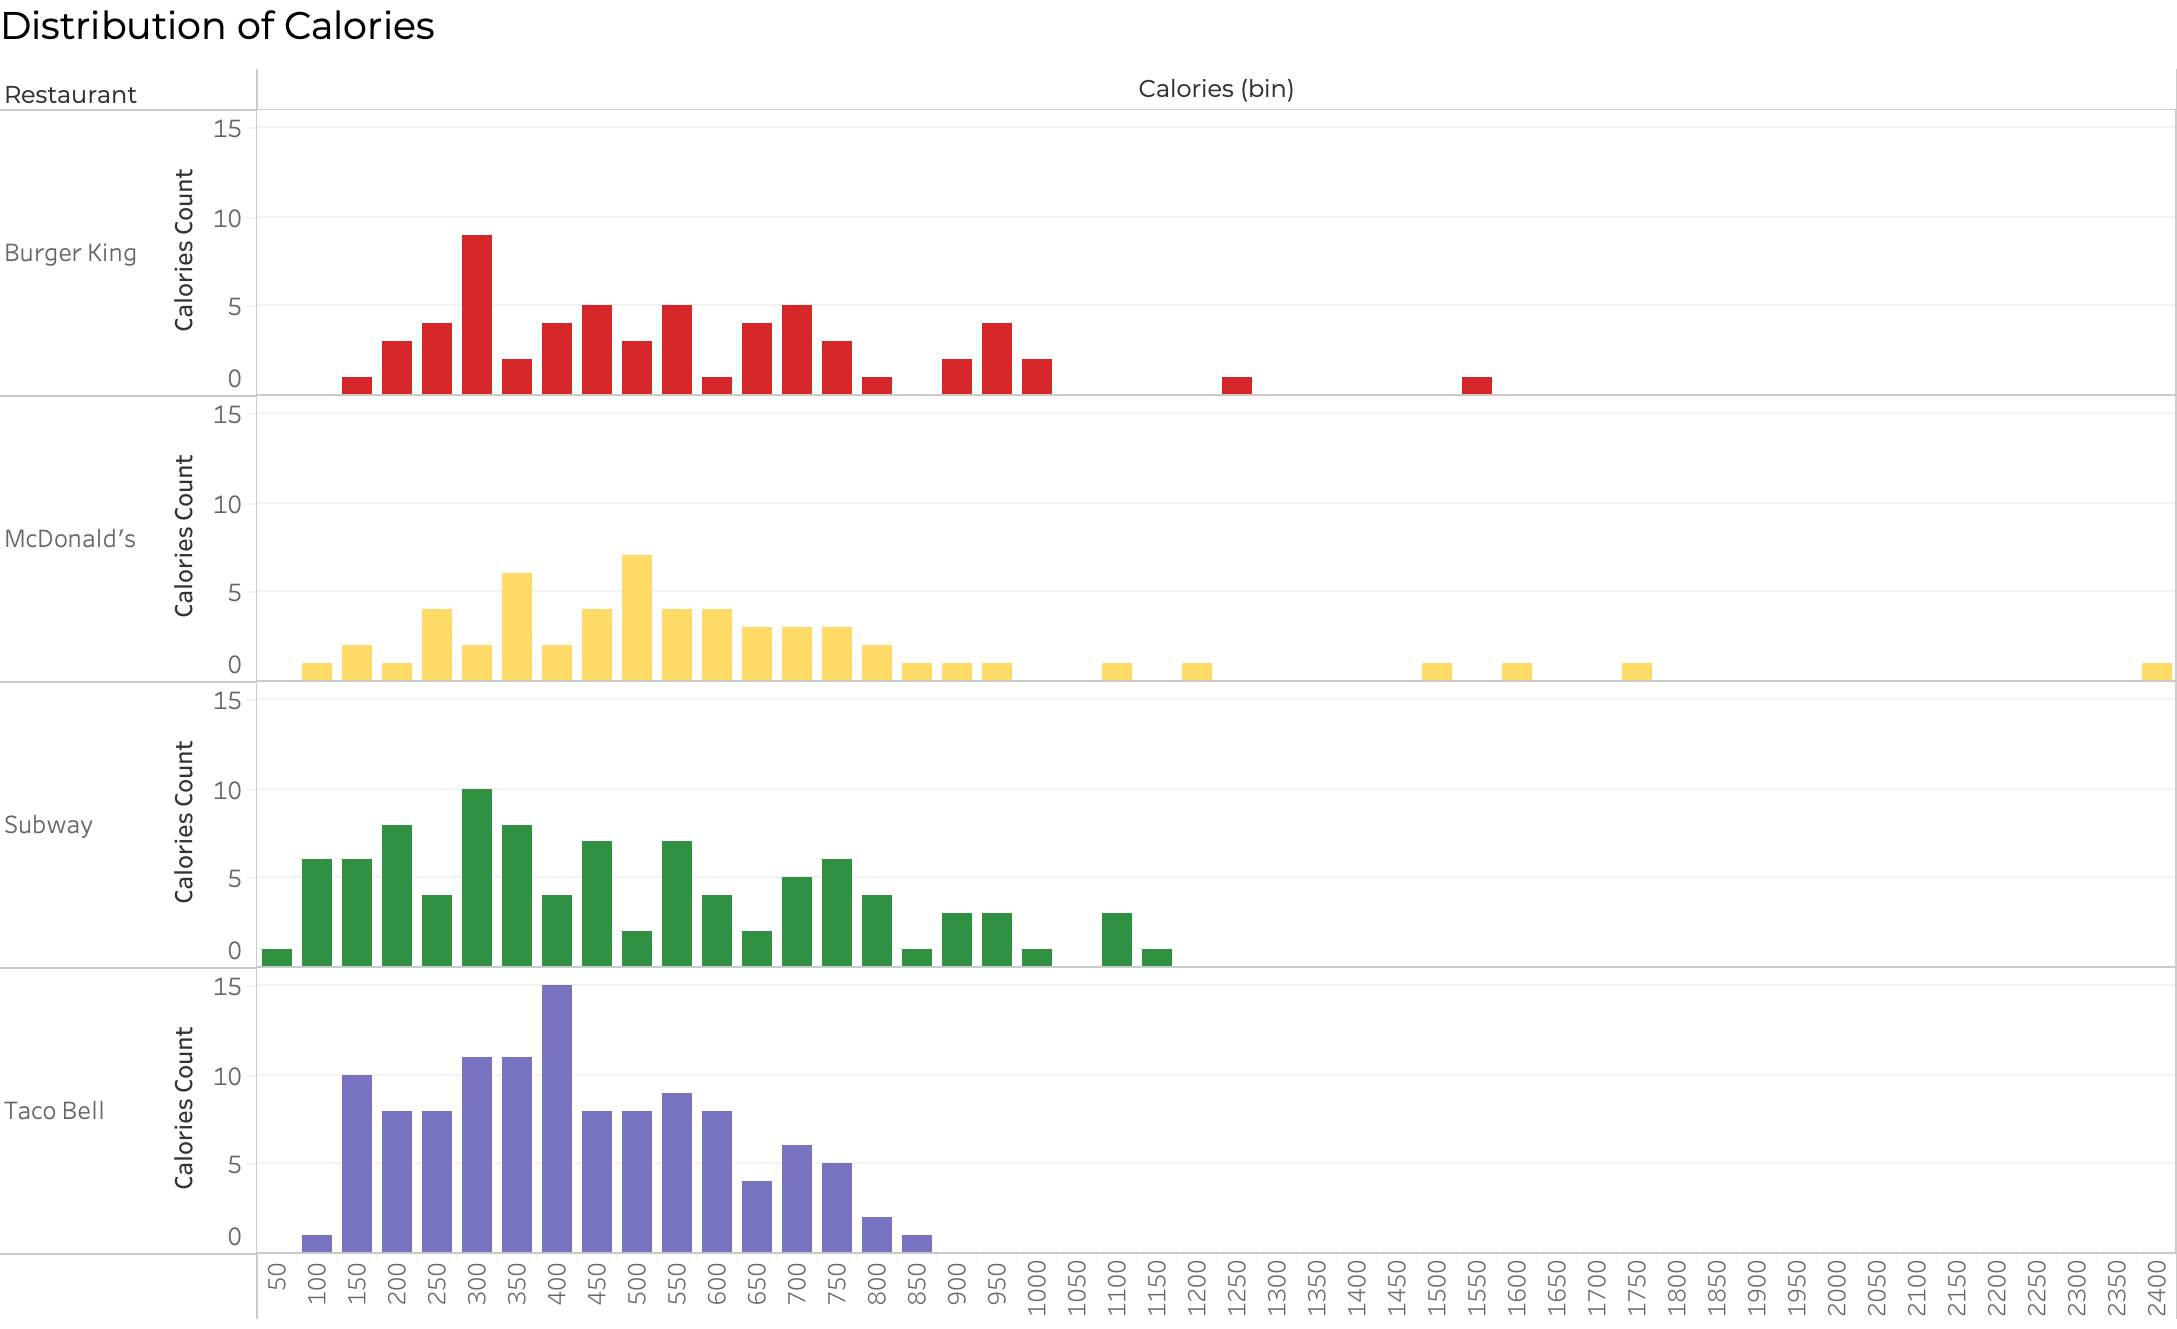 Distribution of Calories
Restaurant
Calories (bin)
Burger King
Calories Count
15
10
5
0
McDonald’s
Calories Count
15
10
5
0
Subway
Calories Count
15
10
5
0
Taco Bell
Calories Count
15
10
5
0
50 100 150 200 250 300 350 400 450 500 550 600 650 700 750 800 850 900 950 1000 1050 1100 1150 1200 1250 1300 1350 1400 1450 1500 1550 1600 1650 1700 1750 1800 1850 1900 1950 2000 2050 2100 2150 2200 2250 2300 2350 2400